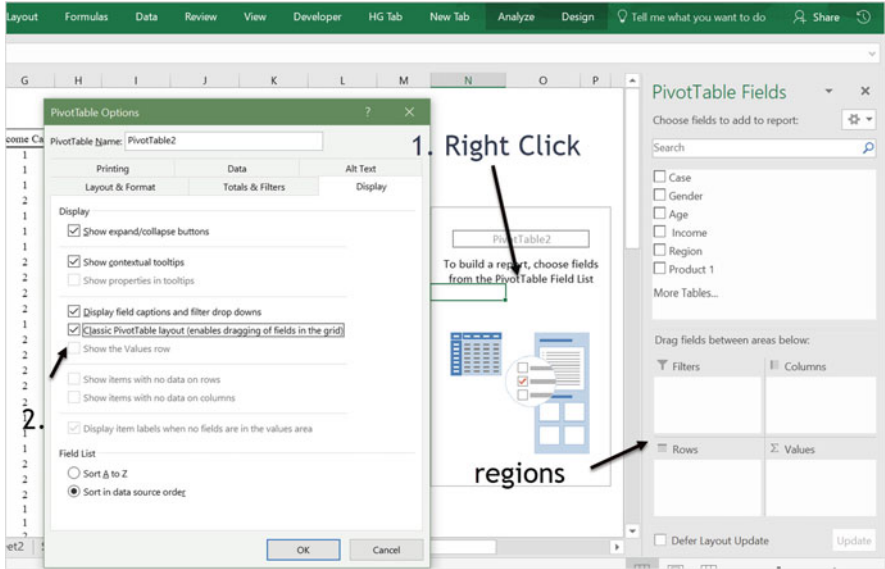 Layout Formulas Data Review View Developer HG Tab New Tab Analyze Design Tell me what you want to do Share
G H I J K L M N O P
PivotTable Fields
Choose fields to add to report:
Search
Case
Gender
Age
Income
Region
Product 1
More Tables...
Drag fields between areas below:
Filters Columns
Rows Σ Values
Defer Layout Update Update
come Ca
1
1
1
2
1
1
2
2
2
1
2
2
2
2
1
1
2
2
2
1
1
2
eet2
PivotTable Options ? ×
PivotTable Name: PivotTable2
Printing Data Alt Text
Layout & Format Totals & Filters Display
Display
Show expand/collapse buttons
Show contextual tooltips
Show properties in tooltips
Display field captions and filter drop downs
Classic PivotTable layout (enables dragging of fields in the grid)
Show the Values row
Show items with no data on rows
Show items with no data on columns
Display item labels when no fields are in the values area
Field List
Sort A to Z
Sort in data source order
OK Cancel
1. Right Click
PivotTable2
To build a report, choose fields
from the PivotTable Field List
2.
regions